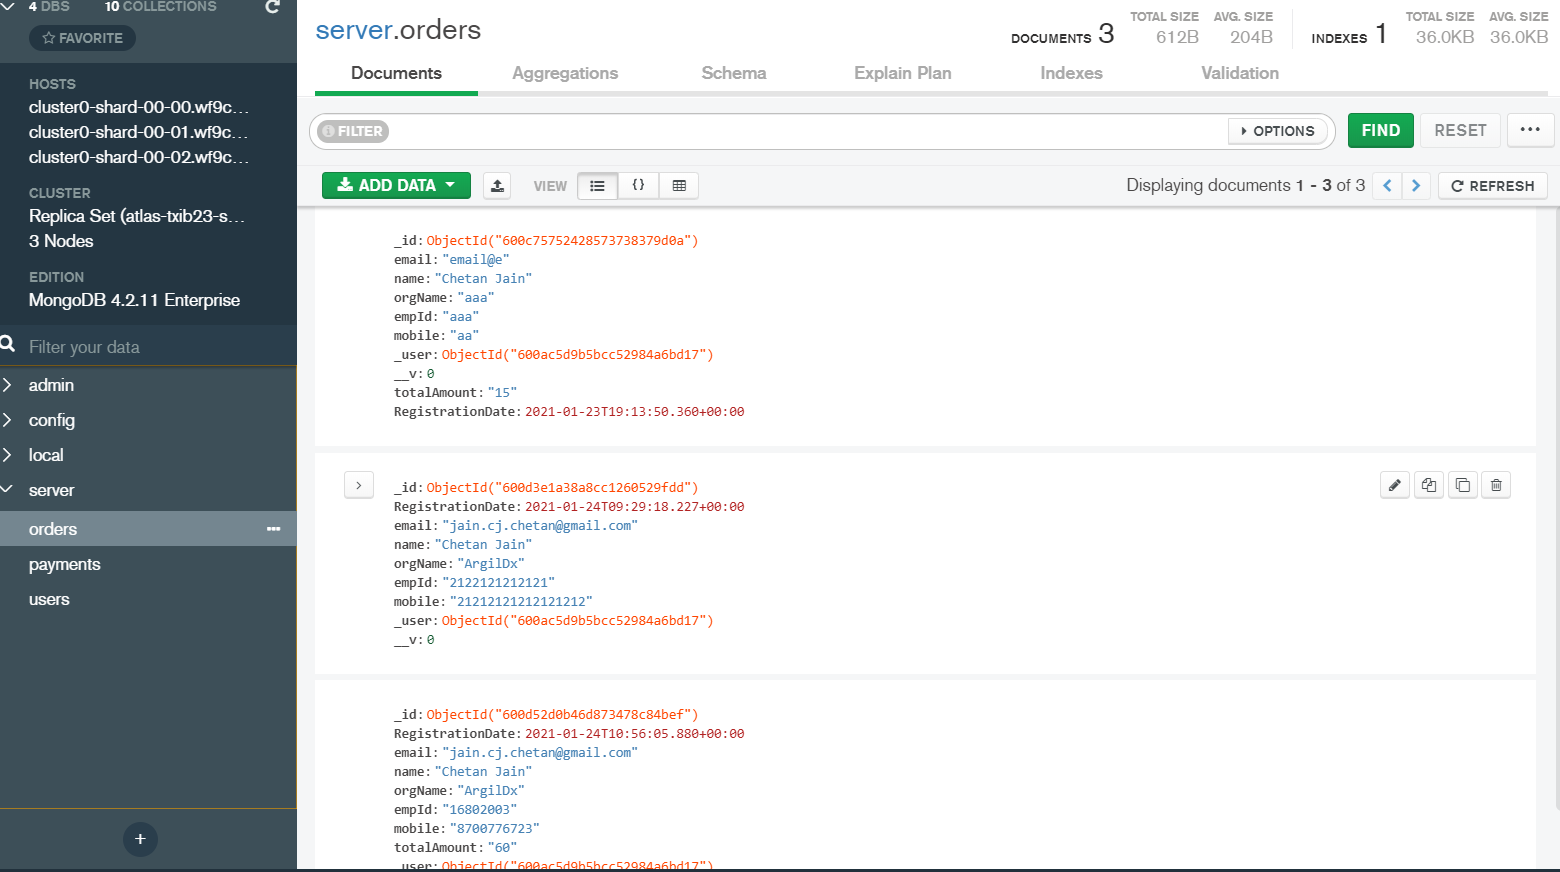 4 DBS 10 COLLECTIONS
FAVORITE
HOSTS
cluster0-shard-00-00.wf9c...
cluster0-shard-00-01.wf9c...
cluster0-shard-00-02.wf9c...
CLUSTER
Replica Set (atlas-txib23-s...
3 Nodes
EDITION
MongoDB 4.2.11 Enterprise
Filter your data
admin
config
local
server
orders
payments
users
server.orders
DOCUMENTS 3
TOTAL SIZE 612B
AVG. SIZE 204B
INDEXES 1
TOTAL SIZE 36.0KB
AVG. SIZE 36.0KB
Documents Aggregations Schema Explain Plan Indexes Validation
FILTER OPTIONS FIND RESET
ADD DATA VIEW {} Displaying documents 1 - 3 of 3 REFRESH
_id: ObjectId("600c75752428573738379d0a")
email: "email@e"
name: "Chetan Jain"
orgName: "aaa"
empId: "aaa"
mobile: "aa"
_user: ObjectId("600ac5d9b5bcc52984a6bd17")
__v: 0
totalAmount: "15"
RegistrationDate: 2021-01-23T19:13:50.360+00:00
_id: ObjectId("600d3e1a38a8cc1260529fdd")
RegistrationDate: 2021-01-24T09:29:18.227+00:00
email: "jain.cj.chetan@gmail.com"
name: "Chetan Jain"
orgName: "ArgilDx"
empId: "2122121212121"
mobile: "21212121212121212"
_user: ObjectId("600ac5d9b5bcc52984a6bd17")
__v: 0
_id: ObjectId("600d52d0b46d873478c84bef")
RegistrationDate: 2021-01-24T10:56:05.880+00:00
email: "jain.cj.chetan@gmail.com"
name: "Chetan Jain"
orgName: "ArgilDx"
empId: "16802003"
mobile: "8700776723"
totalAmount: "60"
_user: ObjectId("600ac5d9b5bcc52984a6bd17")